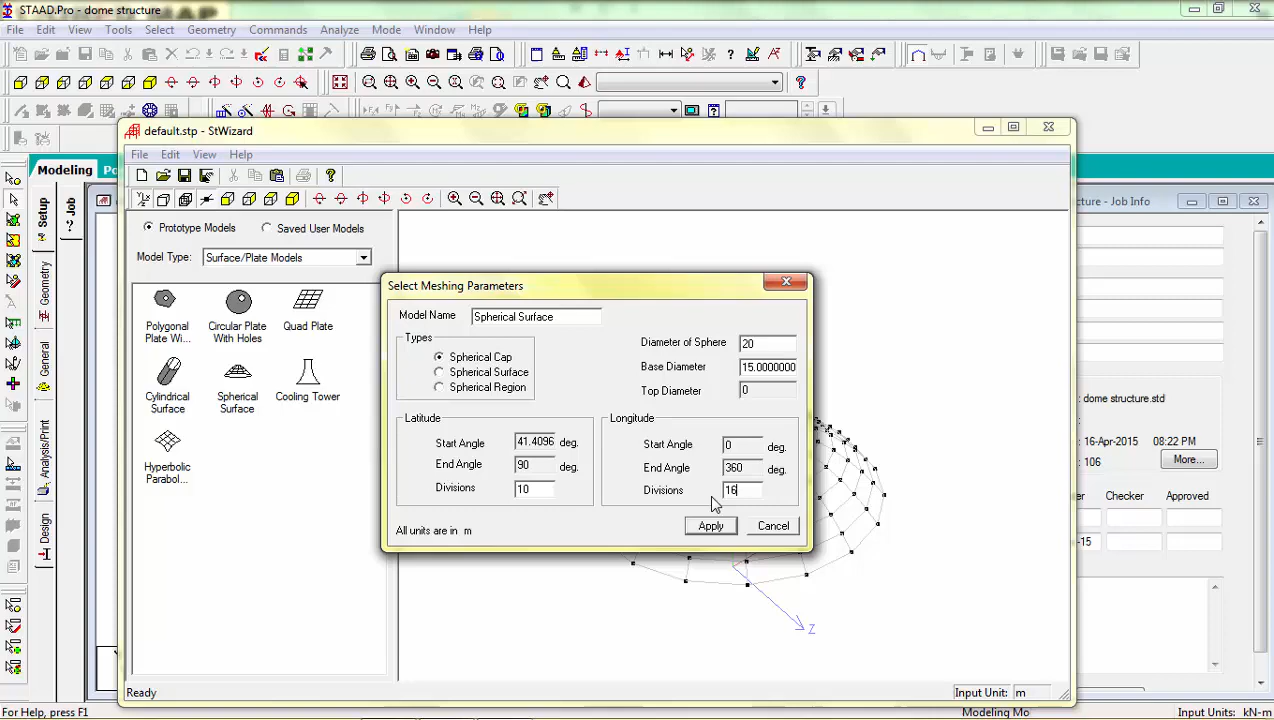 STAAD.Pro - dome structure
File Edit View Tools Select Geometry Commands Analyze Mode Window Help
Modeling
default.stp - StWizard
File Edit View Help
Setup
Job
Geometry
General
Analysis/Print
Design
Prototype Models Saved User Models
Model Type: Surface/Plate Models
Polygonal Plate Wi...
Circular Plate With Holes
Quad Plate
Cylindrical Surface
Spherical Surface
Cooling Tower
Hyperbolic Parabol...
Select Meshing Parameters
Model Name Spherical Surface
Types
Spherical Cap
Spherical Surface
Spherical Region
Diameter of Sphere 20
Base Diameter 15.0000000
Top Diameter 0
Latitude
Start Angle 41.4096 deg.
End Angle 90 deg.
Divisions 10
Longitude
Start Angle 0 deg.
End Angle 360 deg.
Divisions 16
All units are in m
Apply Cancel
Z
Ready
Input Unit: m
cture - Job Info
dome structure.std
16-Apr-2015 08:22 PM
106
More...
Checker Approved
-15
For Help, press F1
Modeling Mo
Input Units: kN-m